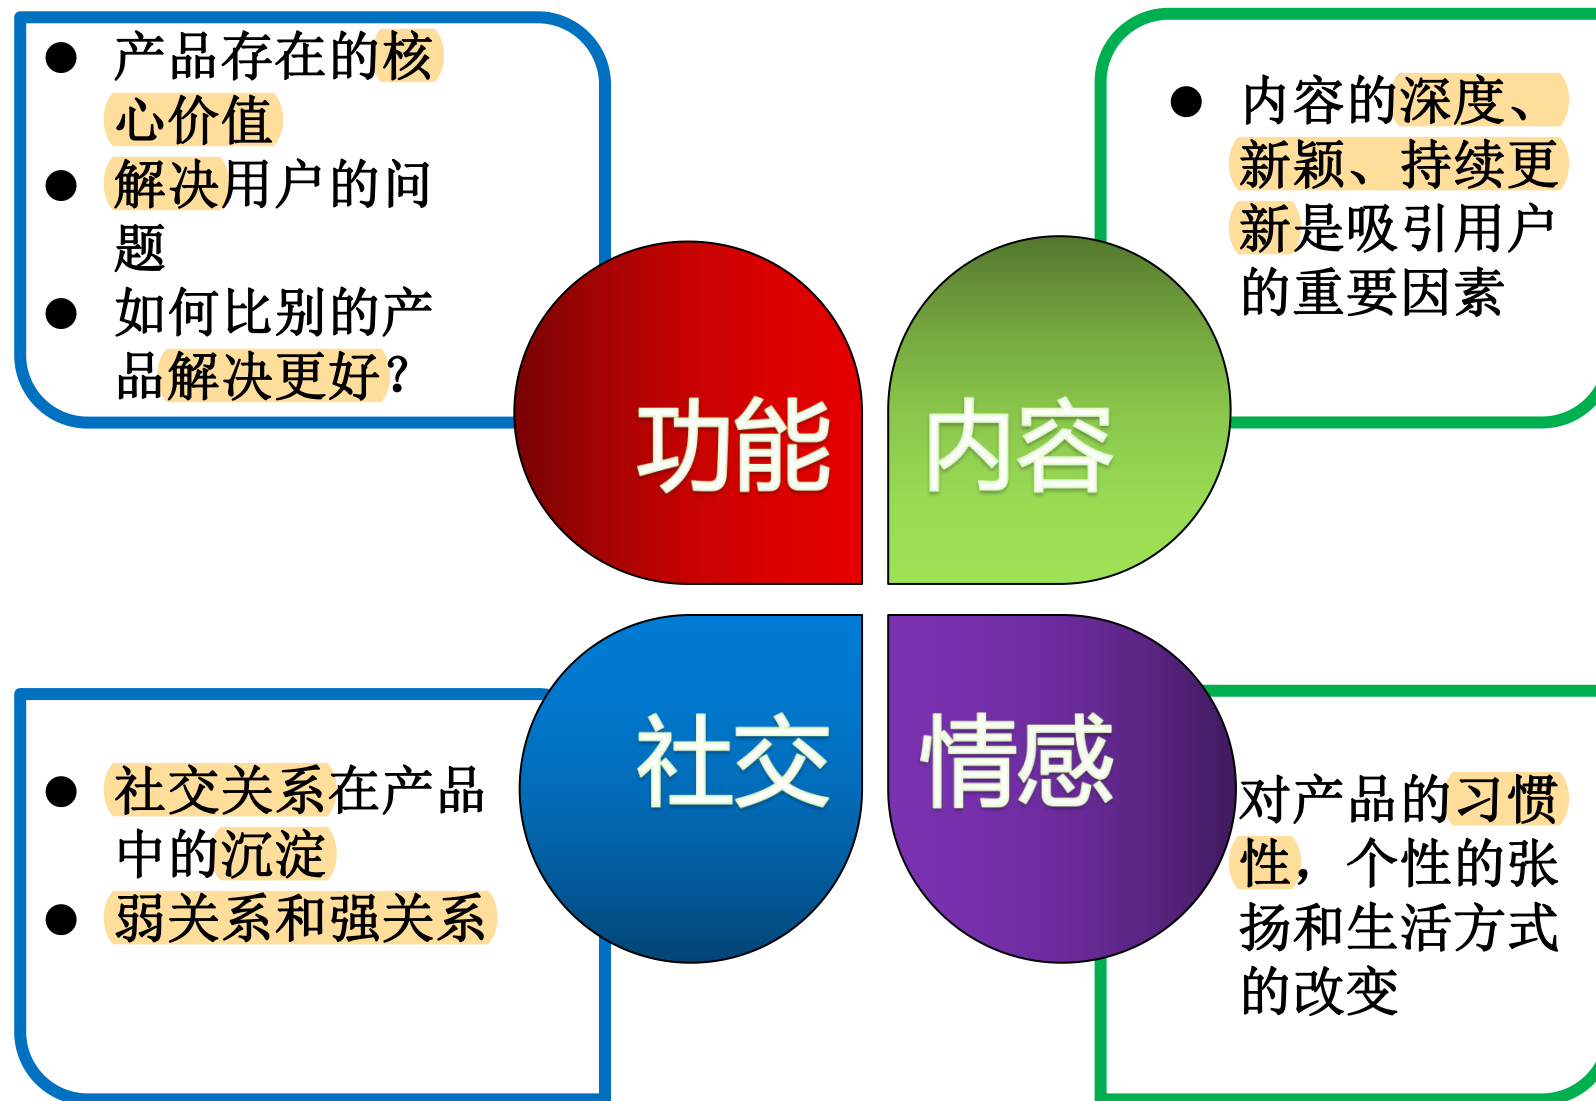 ● 产品存在的核
心价值
● 解决用户的问
题
● 如何比别的产
品解决更好？
● 内容的深度、
新颖、持续更
新是吸引用户
的重要因素
功能
内容
社交
情感
● 社交关系在产品
中的沉淀
● 弱关系和强关系
对产品的习惯
性，个性的张
扬和生活方式
的改变